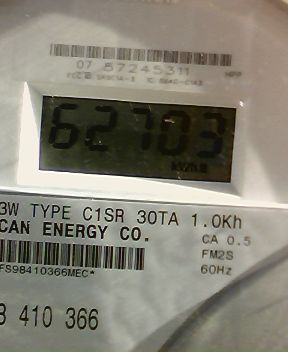 07 57245311
62703
3W TYPE C1SR 30TA 1.0Kh
CAN ENERGY CO.
CA 0.5
FM2S
60Hz
FS98410366MEC*
8 410 366